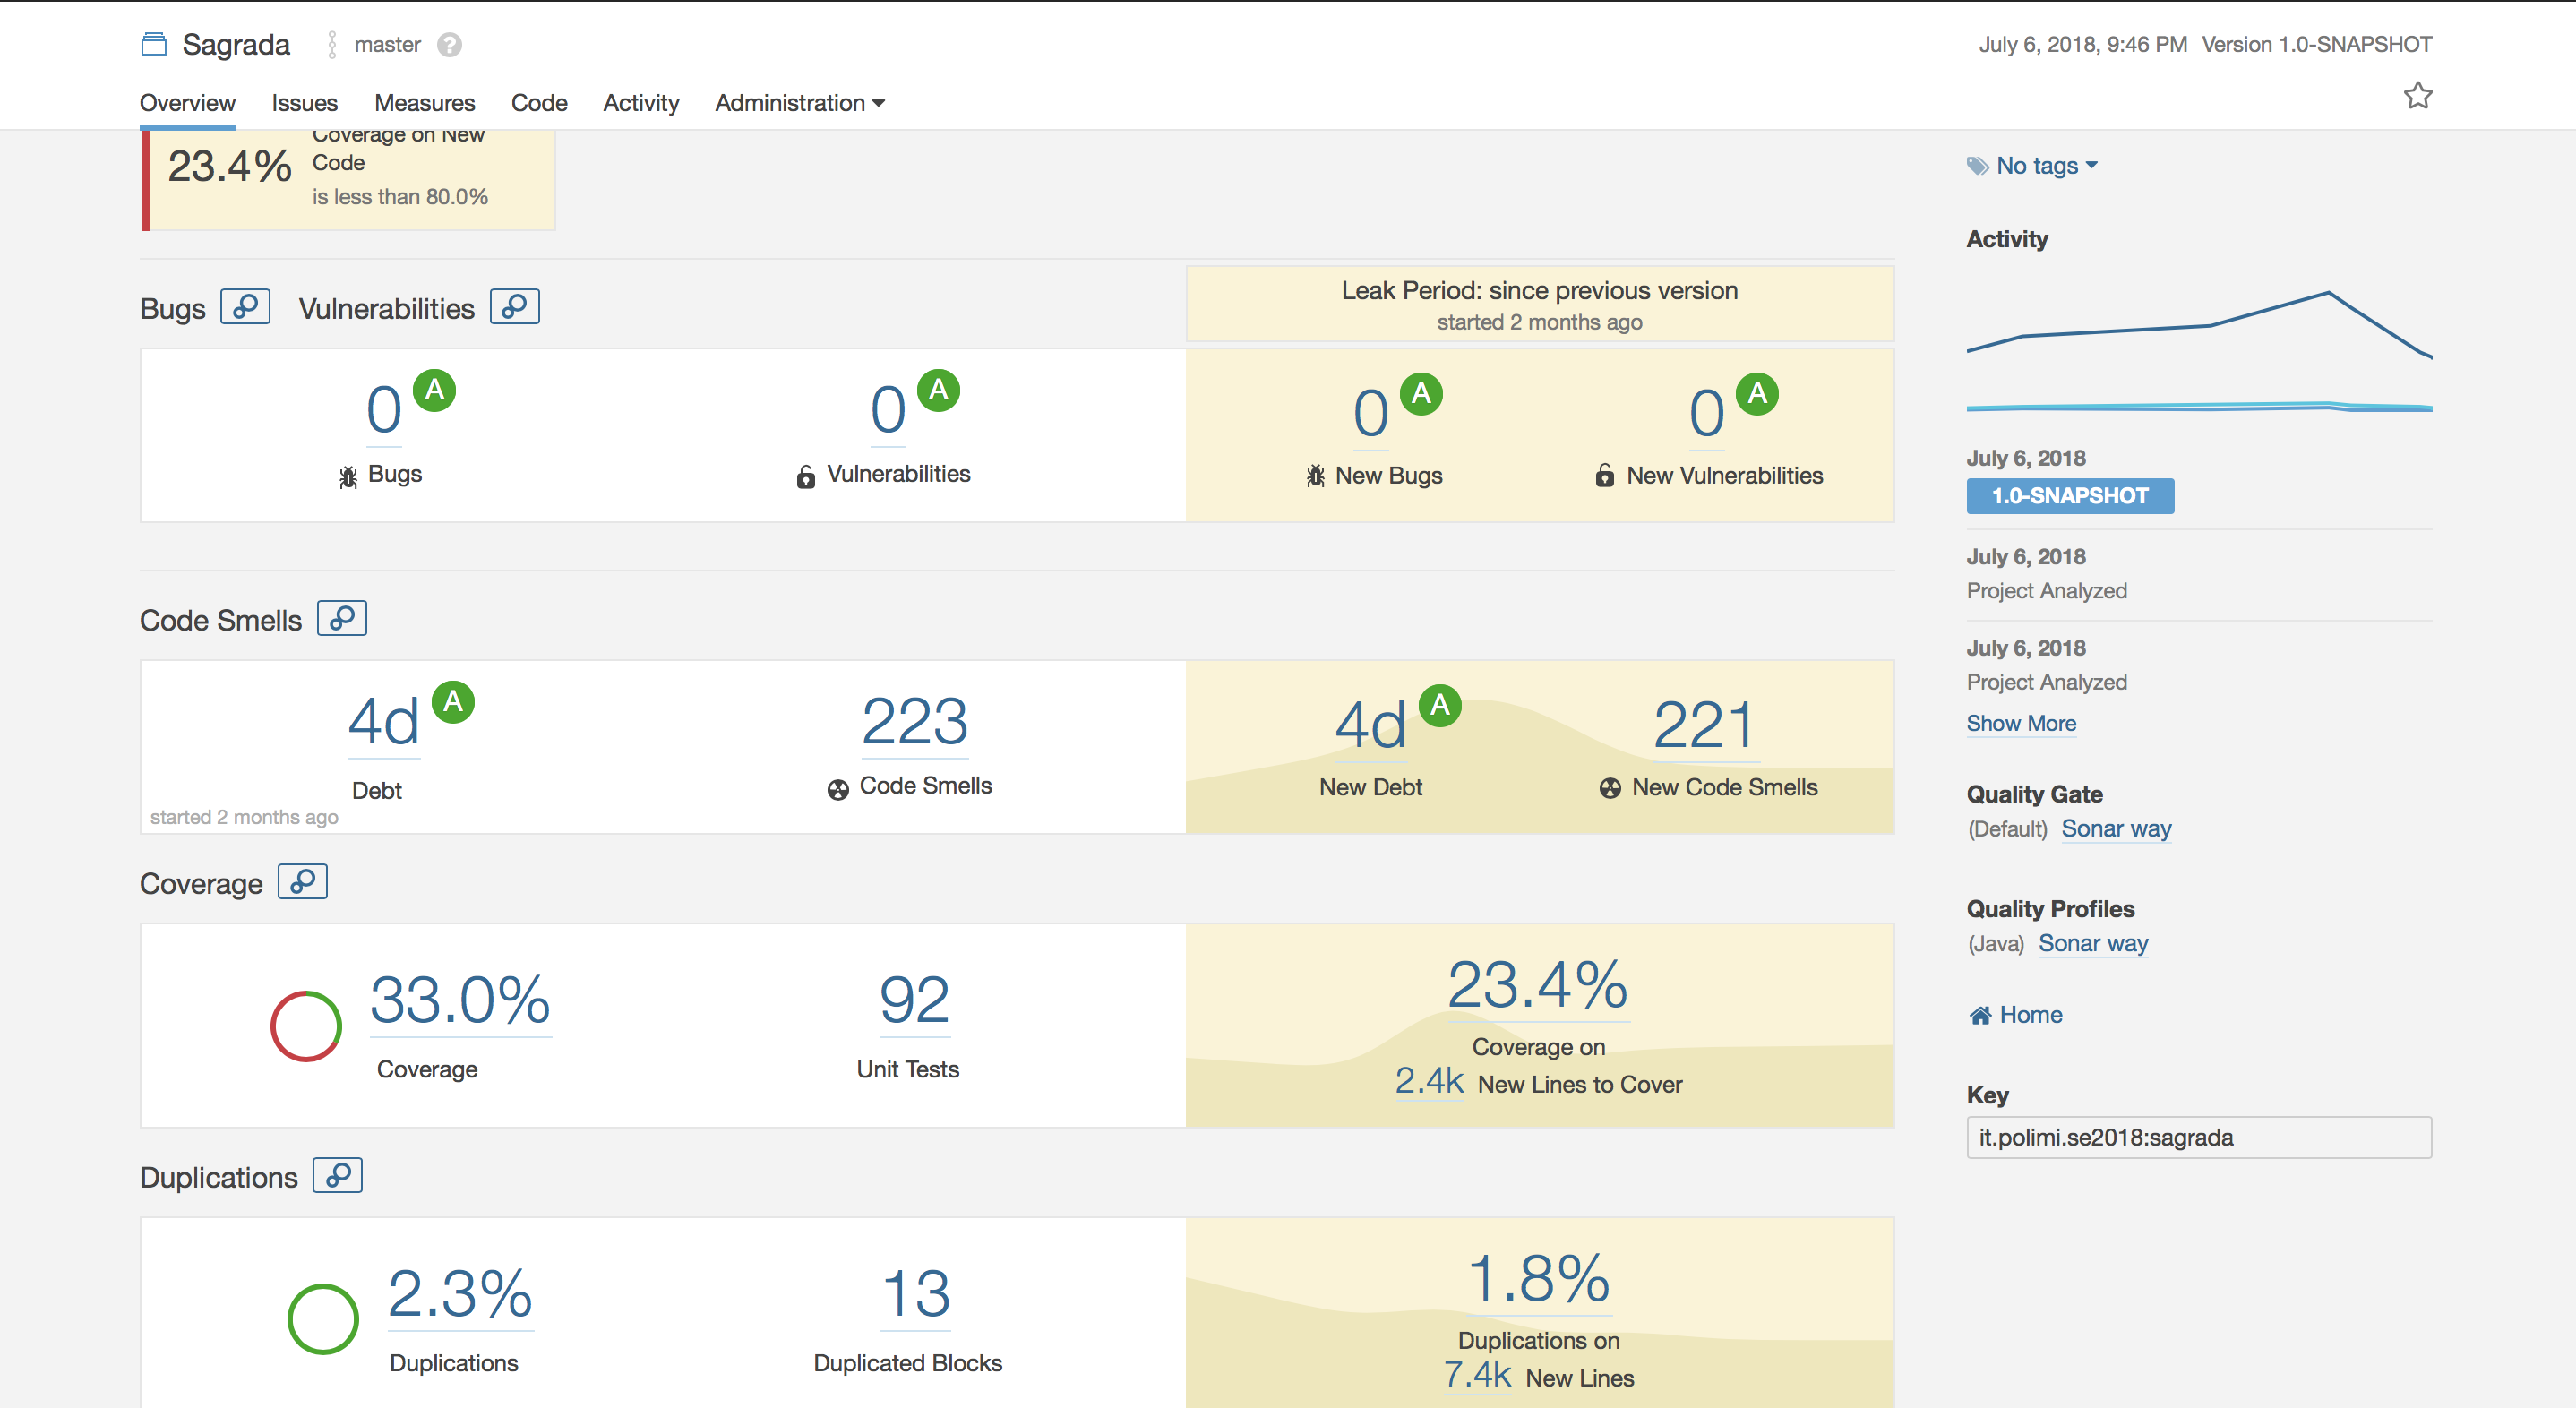 Sagrada master ?
July 6, 2018, 9:46 PM Version 1.0-SNAPSHOT
Overview Issues Measures Code Activity Administration
23.4%
Coverage on New
Code
is less than 80.0%
Bugs Vulnerabilities
Leak Period: since previous version
started 2 months ago
0 A
Bugs
0 A
Vulnerabilities
0 A
New Bugs
0 A
New Vulnerabilities
Code Smells
4d A
Debt
started 2 months ago
223
Code Smells
4d A
New Debt
221
New Code Smells
Coverage
33.0%
Coverage
92
Unit Tests
23.4%
Coverage on
2.4k New Lines to Cover
Duplications
2.3%
Duplications
13
Duplicated Blocks
1.8%
Duplications on
7.4k New Lines
No tags
Activity
July 6, 2018
1.0-SNAPSHOT
July 6, 2018
Project Analyzed
July 6, 2018
Project Analyzed
Show More
Quality Gate
(Default) Sonar way
Quality Profiles
(Java) Sonar way
Home
Key
it.polimi.se2018:sagrada